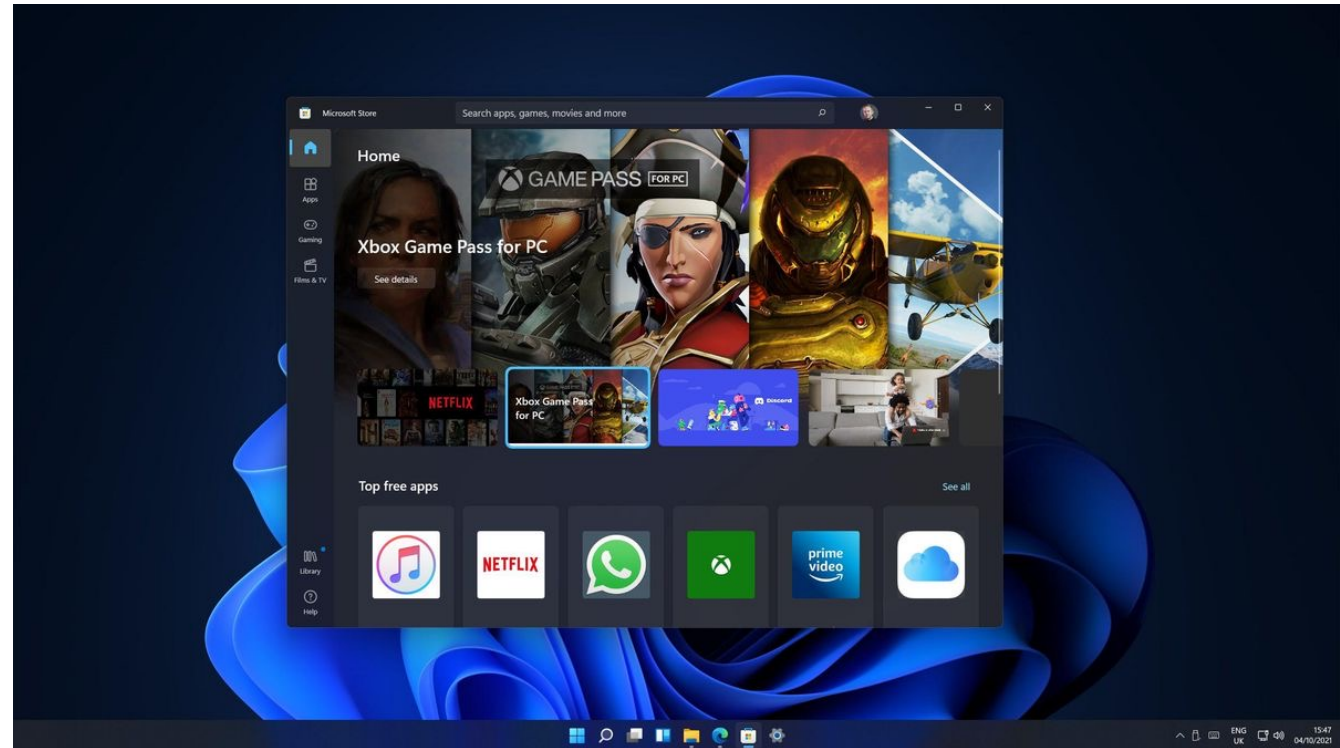 Microsoft Store
Search apps, games, movies and more
Home
GAME PASS FOR PC
Apps
Gaming
Xbox Game Pass for PC
See details
Films & TV
NETFLIX
Xbox Game Pass
for PC
Discord
Top free apps
See all
NETFLIX
prime
video
Library
Help
ENG
UK
15:47
04/10/2021